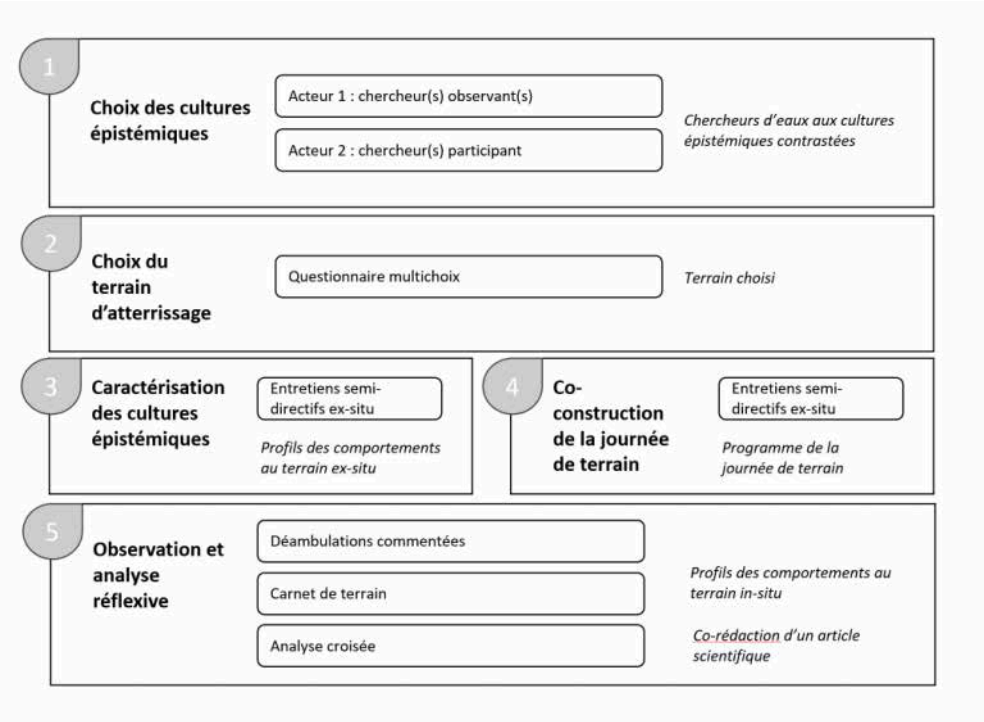 1
Choix des cultures
épistémiques
Acteur 1 : chercheur(s) observant(s)
Acteur 2 : chercheur(s) participant
Chercheurs d'eaux aux cultures
épistémiques contrastées
2
Choix du
terrain
d'atterrissage
Questionnaire multichoix
Terrain choisi
3
Caractérisation
des cultures
épistémiques
Entretiens semi-
directifs ex-situ
Profils des comportements
au terrain ex-situ
4
Co-
construction
de la journée
de terrain
Entretiens semi-
directifs ex-situ
Programme de la
journée de terrain
5
Observation et
analyse
réflexive
Déambulations commentées
Carnet de terrain
Analyse croisée
Profils des comportements au
terrain in-situ
Co-rédaction d'un article
scientifique